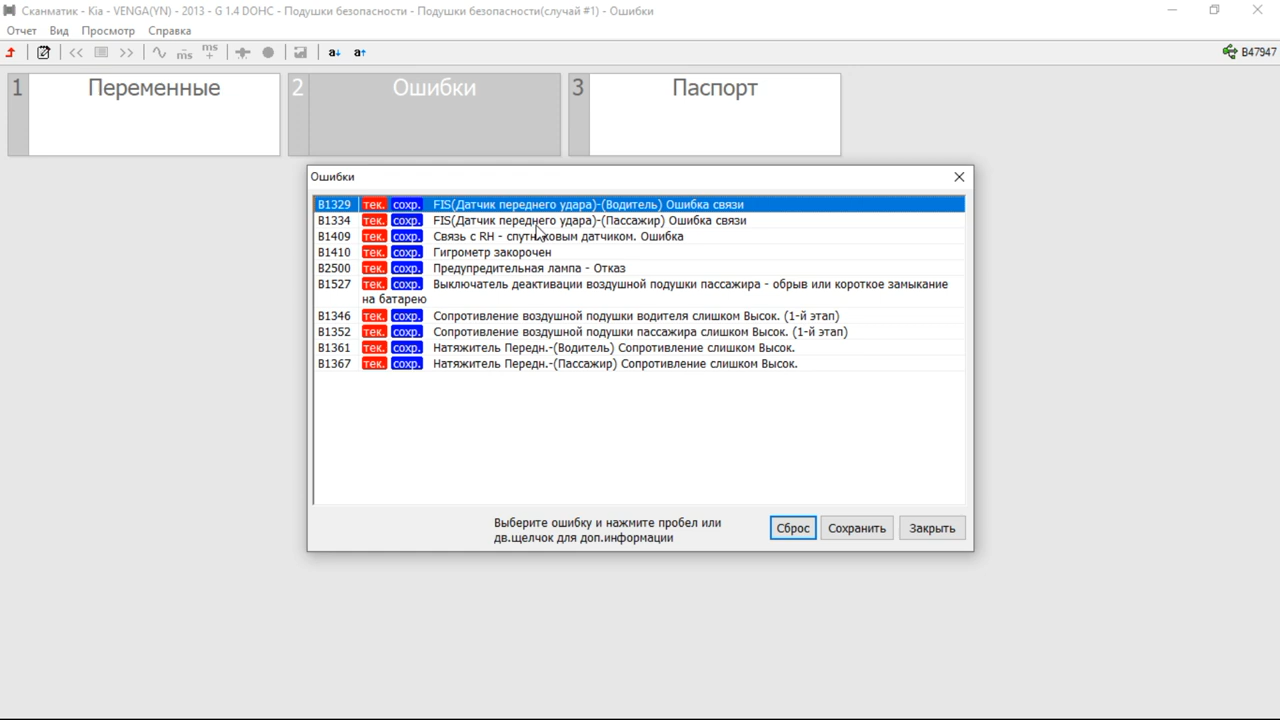 Сканматик - Kia - VENGA(YN) - 2013 - G 1.4 DOHC - Подушки безопасности - Подушки безопасности(случай #1) - Ошибки
Отчет Вид Просмотр Справка
B47947
1 Переменные
2 Ошибки
3 Паспорт
Ошибки
B1329 тек. сохр. FIS(Датчик переднего удара)-(Водитель) Ошибка связи
B1334 тек. сохр. FIS(Датчик переднего удара)-(Пассажир) Ошибка связи
B1409 тек. сохр. Связь с RH - спутниковым датчиком. Ошибка
B1410 тек. сохр. Гигрометр закорочен
B2500 тек. сохр. Предупредительная лампа - Отказ
B1527 тек. сохр. Выключатель деактивации воздушной подушки пассажира - обрыв или короткое замыкание
на батарею
B1346 тек. сохр. Сопротивление воздушной подушки водителя слишком Высок. (1-й этап)
B1352 тек. сохр. Сопротивление воздушной подушки пассажира слишком Высок. (1-й этап)
B1361 тек. сохр. Натяжитель Передн.-(Водитель) Сопротивление слишком Высок.
B1367 тек. сохр. Натяжитель Передн.-(Пассажир) Сопротивление слишком Высок.
Выберите ошибку и нажмите пробел или
дв.щелчок для доп.информации
Сброс Сохранить Закрыть